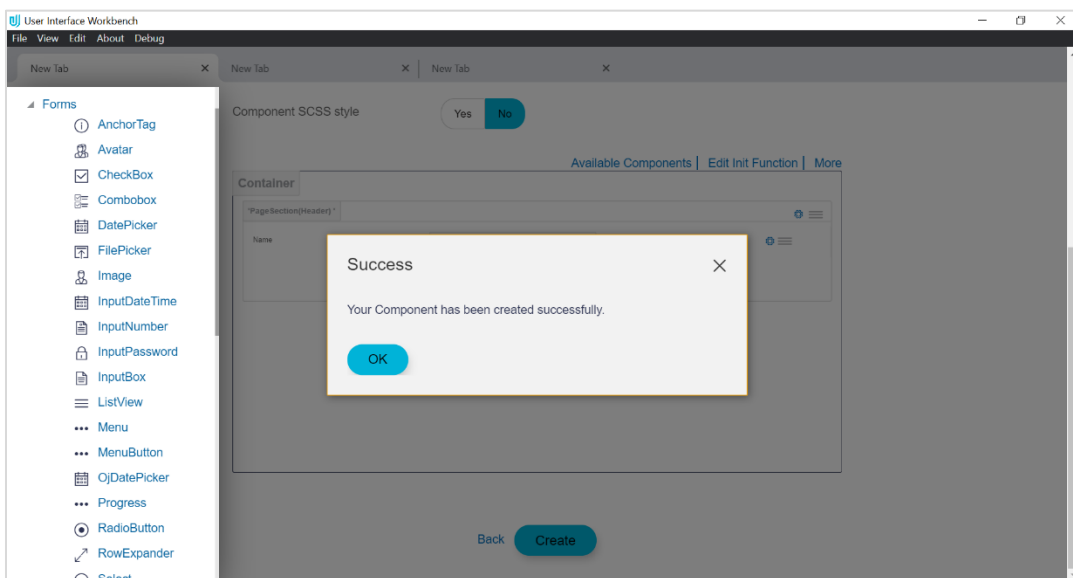 User Interface Workbench
File View Edit About Debug
New Tab New Tab New Tab
Forms
AnchorTag
Avatar
CheckBox
Combobox
DatePicker
FilePicker
Image
InputDateTime
InputNumber
InputPassword
InputBox
ListView
Menu
MenuButton
OjDatePicker
Progress
RadioButton
RowExpander
Select
Component SCSS style Yes No
Available Components | Edit Init Function | More
Container
"PageSection(Header)"
Name
Success
Your Component has been created successfully.
OK
Back Create